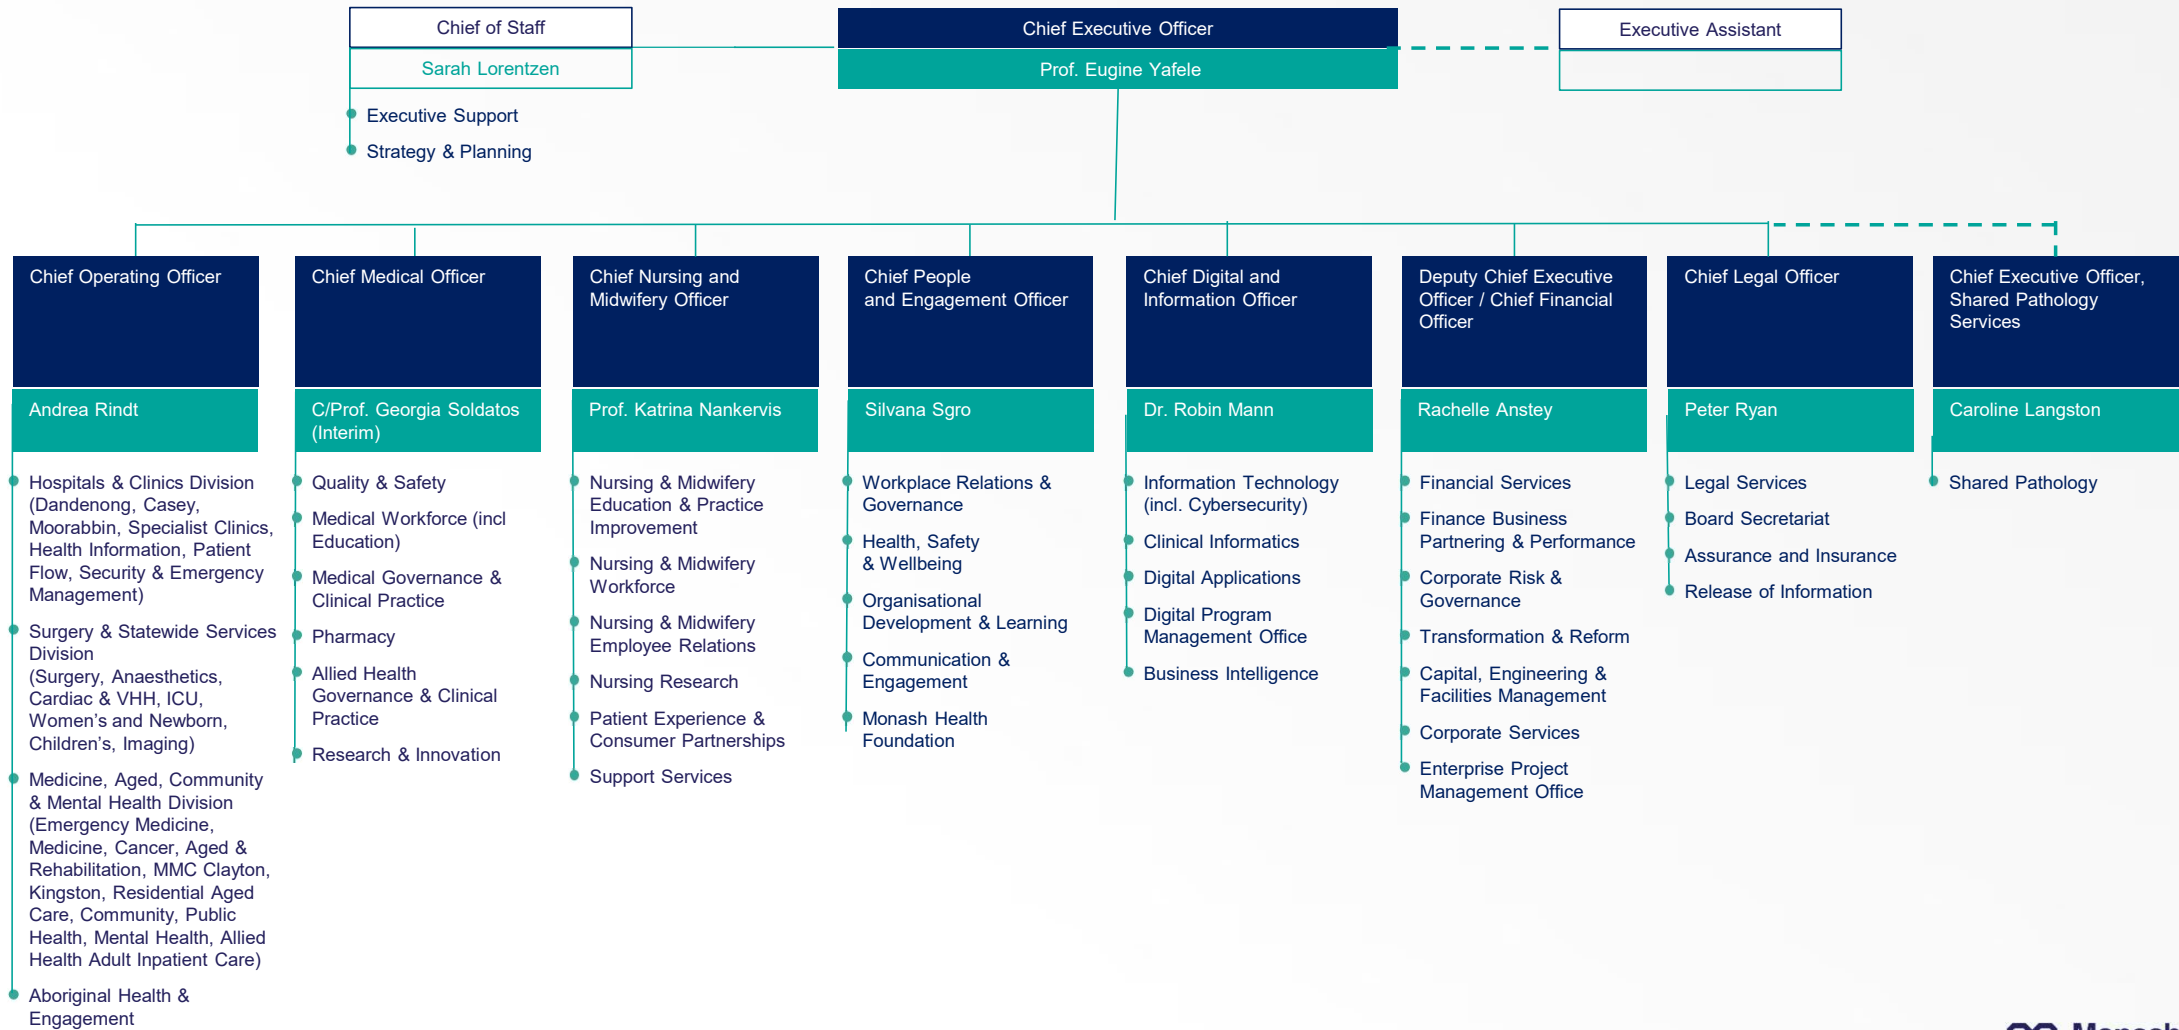 Chief of Staff
Sarah Lorentzen
Executive Support
Strategy & Planning
Chief Executive Officer
Prof. Eugine Yafele
Executive Assistant
Chief Operating Officer
Andrea Rindt
Hospitals & Clinics Division
(Dandenong, Casey,
Moorabbin, Specialist Clinics,
Health Information, Patient
Flow, Security & Emergency
Management)
Surgery & Statewide Services
Division
(Surgery, Anaesthetics,
Cardiac & VHH, ICU,
Women's and Newborn,
Children's, Imaging)
Medicine, Aged, Community
& Mental Health Division
(Emergency Medicine,
Medicine, Cancer, Aged &
Rehabilitation, MMC Clayton,
Kingston, Residential Aged
Care, Community, Public
Health, Mental Health, Allied
Health Adult Inpatient Care)
Aboriginal Health &
Engagement
Chief Medical Officer
C/Prof. Georgia Soldatos
(Interim)
Quality & Safety
Medical Workforce (incl
Education)
Medical Governance &
Clinical Practice
Pharmacy
Allied Health
Governance & Clinical
Practice
Research & Innovation
Chief Nursing and
Midwifery Officer
Prof. Katrina Nankervis
Nursing & Midwifery
Education & Practice
Improvement
Nursing & Midwifery
Workforce
Nursing & Midwifery
Employee Relations
Nursing Research
Patient Experience &
Consumer Partnerships
Support Services
Chief People
and Engagement Officer
Silvana Sgro
Workplace Relations &
Governance
Health, Safety
& Wellbeing
Organisational
Development & Learning
Communication &
Engagement
Monash Health
Foundation
Chief Digital and
Information Officer
Dr. Robin Mann
Information Technology
(incl. Cybersecurity)
Clinical Informatics
Digital Applications
Digital Program
Management Office
Business Intelligence
Deputy Chief Executive
Officer / Chief Financial
Officer
Rachelle Anstey
Financial Services
Finance Business
Partnering & Performance
Corporate Risk &
Governance
Transformation & Reform
Capital, Engineering &
Facilities Management
Corporate Services
Enterprise Project
Management Office
Chief Legal Officer
Peter Ryan
Legal Services
Board Secretariat
Assurance and Insurance
Release of Information
Chief Executive Officer,
Shared Pathology
Services
Caroline Langston
Shared Pathology